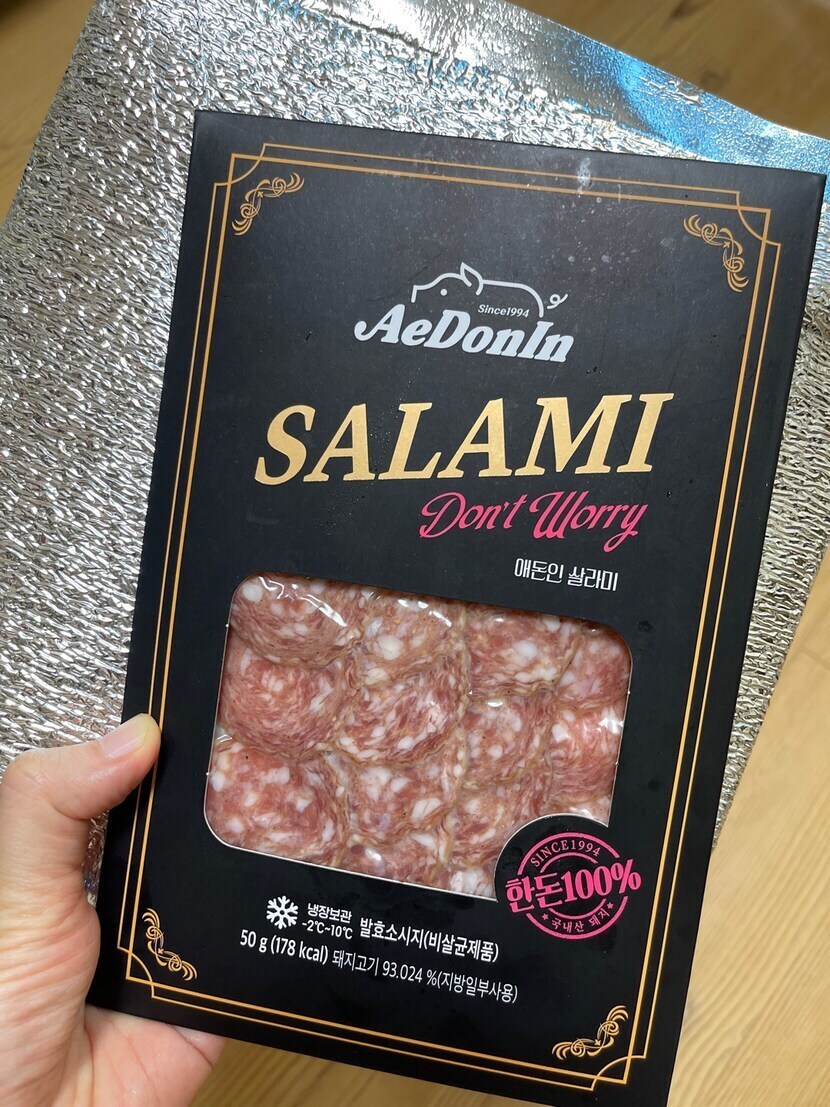 Since1994
AeDonIn
SALAMI
Don't Worry
애돈인 살라미
SINCE1994
한돈100%
국내산 돼지
냉장보관
-2℃~10℃
발효소시지(비살균제품)
50 g (178 kcal) 돼지고기 93.024 %(지방일부사용)